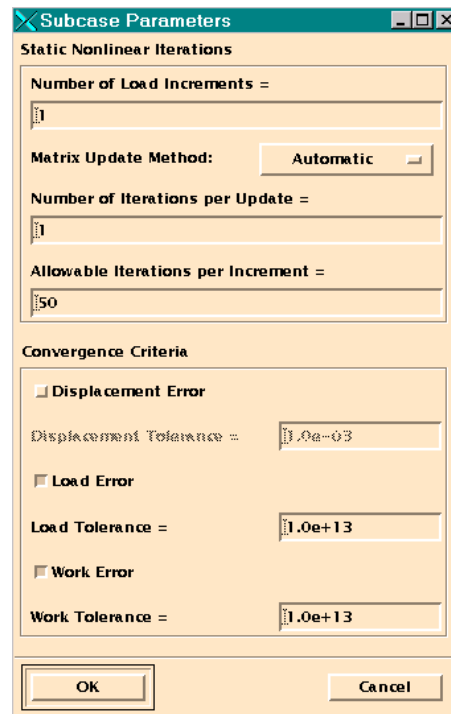 Subcase Parameters
Static Nonlinear Iterations
Number of Load Increments =
1
Matrix Update Method: Automatic
Number of Iterations per Update =
1
Allowable Iterations per Increment =
50
Convergence Criteria
Displacement Error
Displacement Tolerance = 1.0e-03
Load Error
Load Tolerance = 1.0e+13
Work Error
Work Tolerance = 1.0e+13
OK Cancel